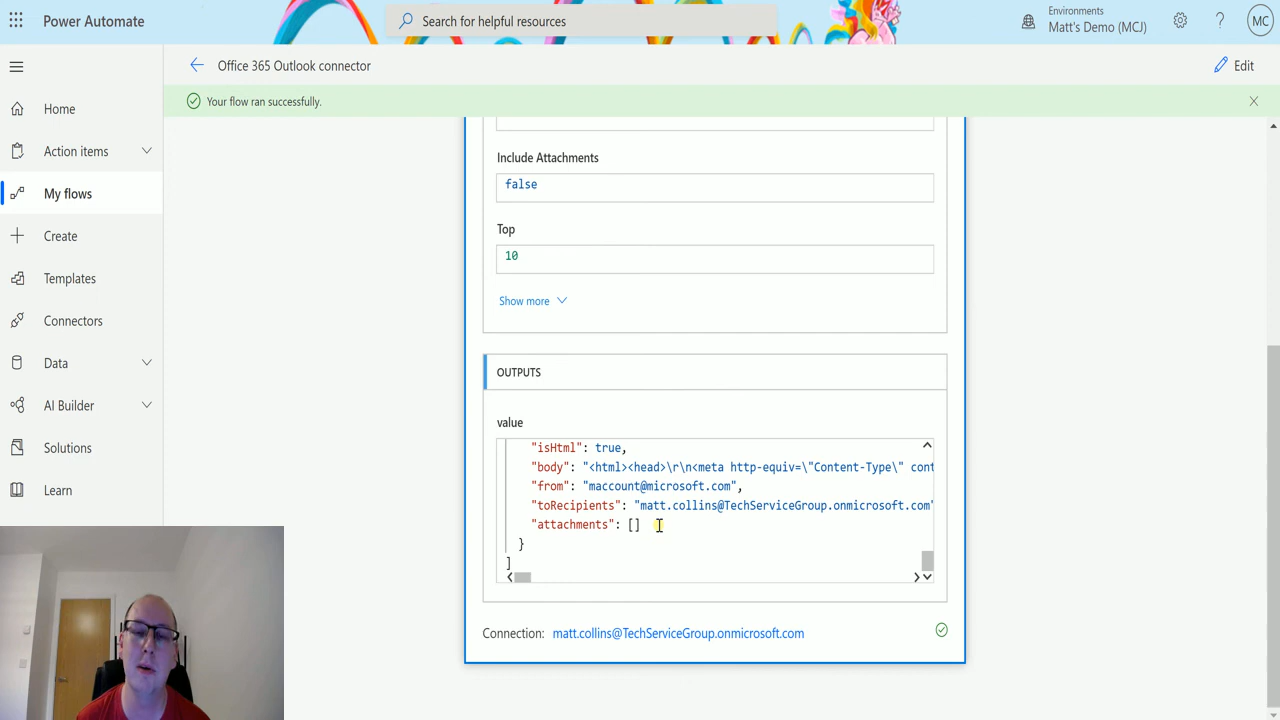 Power Automate
Search for helpful resources
Environments
Matt's Demo (MCJ)
?
MC
Office 365 Outlook connector
Edit
Your flow ran successfully.
Home
Action items
My flows
Create
Templates
Connectors
Data
AI Builder
Solutions
Learn
Include Attachments
false
Top
10
Show more
OUTPUTS
value
"isHtml": true,
"body": "<html><head>\r\n<meta http-equiv=\"Content-Type\" cont
"from": "maccount@microsoft.com",
"toRecipients": "matt.collins@TechServiceGroup.onmicrosoft.com"
"attachments": []
}
]
Connection: matt.collins@TechServiceGroup.onmicrosoft.com